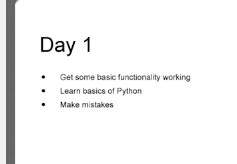 Day 1
• Get some basic functionality working
• Learn basics of Python
• Make mistakes